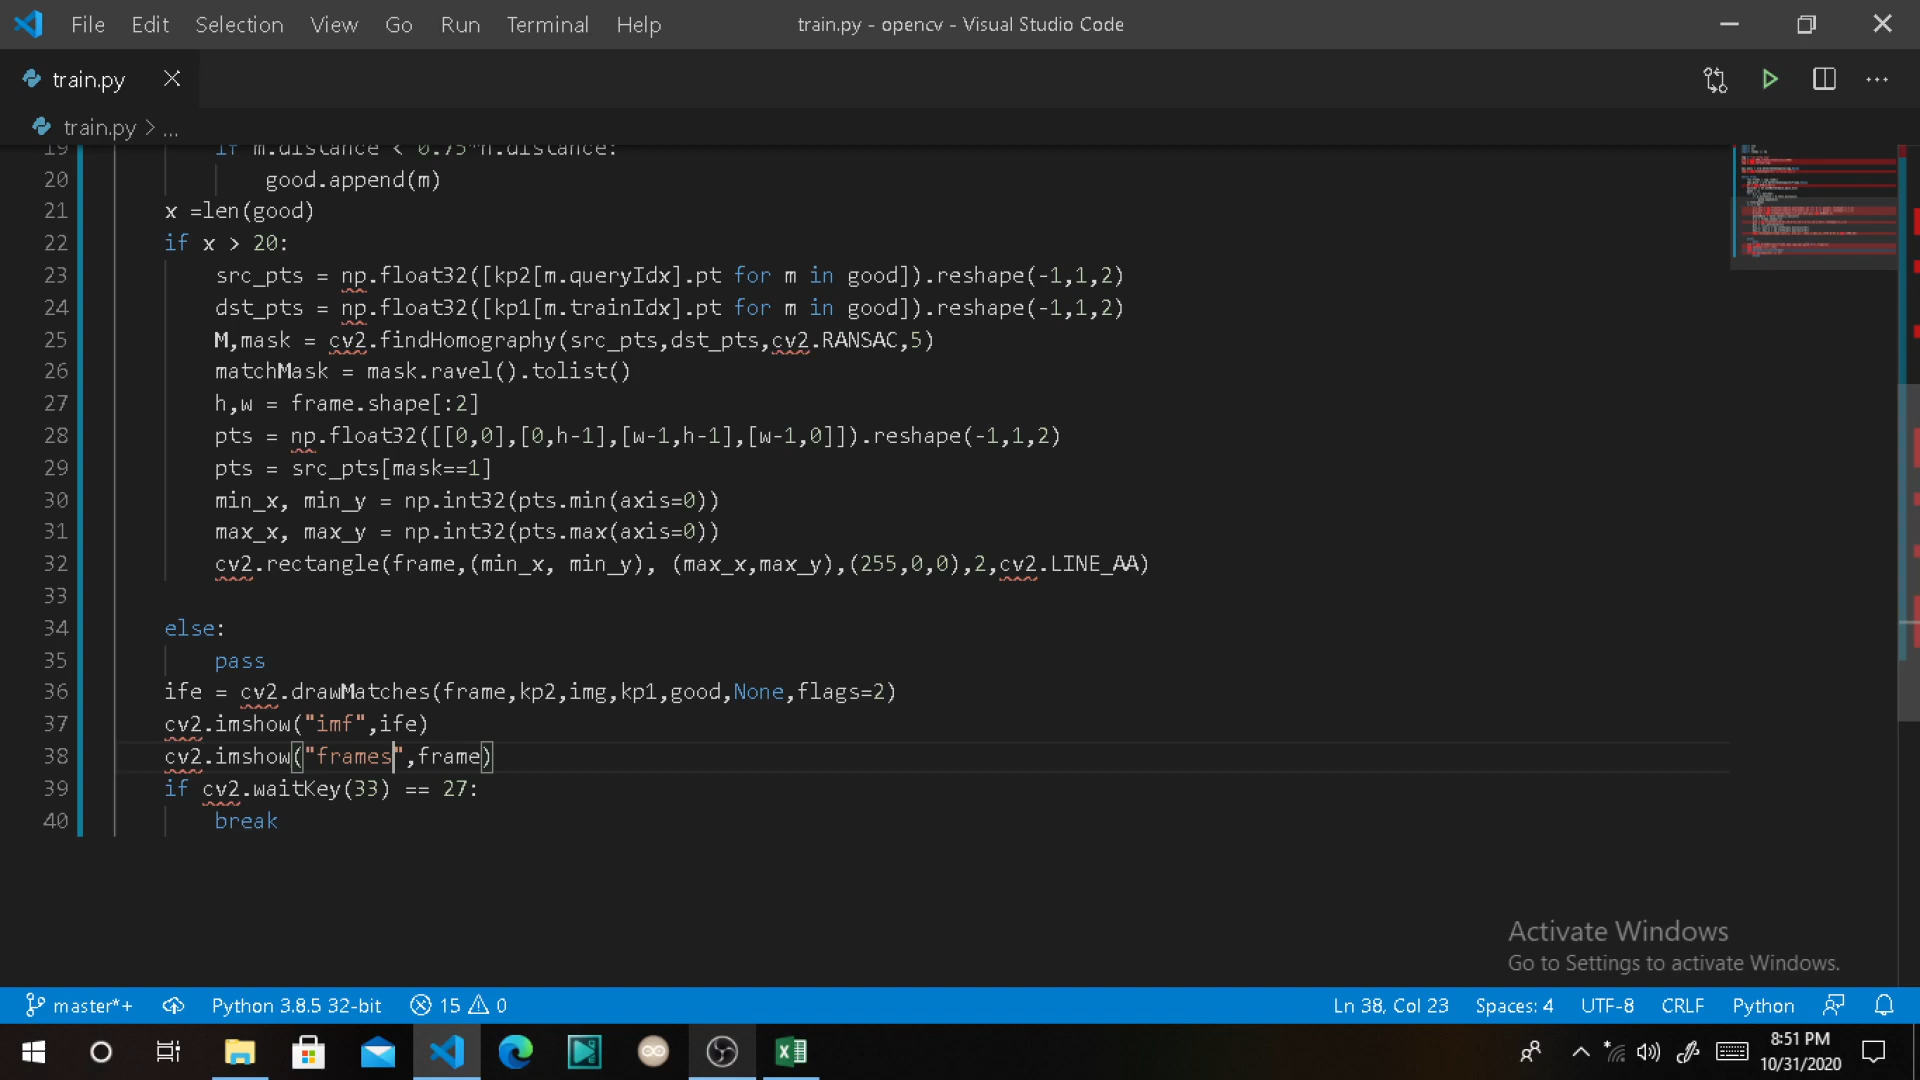 File Edit Selection View Go Run Terminal Help train.py - opencv - Visual Studio Code
train.py
train.py > ...
19 if m.distance < 0.75*n.distance:
20 good.append(m)
21 x =len(good)
22 if x > 20:
23 src_pts = np.float32([kp2[m.queryIdx].pt for m in good]).reshape(-1,1,2)
24 dst_pts = np.float32([kp1[m.trainIdx].pt for m in good]).reshape(-1,1,2)
25 M,mask = cv2.findHomography(src_pts,dst_pts,cv2.RANSAC,5)
26 matchMask = mask.ravel().tolist()
27 h,w = frame.shape[:2]
28 pts = np.float32([[0,0],[0,h-1],[w-1,h-1],[w-1,0]]).reshape(-1,1,2)
29 pts = src_pts[mask==1]
30 min_x, min_y = np.int32(pts.min(axis=0))
31 max_x, max_y = np.int32(pts.max(axis=0))
32 cv2.rectangle(frame,(min_x, min_y), (max_x,max_y),(255,0,0),2,cv2.LINE_AA)
33
34 else:
35 pass
36 ife = cv2.drawMatches(frame,kp2,img,kp1,good,None,flags=2)
37 cv2.imshow("imf",ife)
38 cv2.imshow("frames",frame)
39 if cv2.waitKey(33) == 27:
40 break
Activate Windows
Go to Settings to activate Windows.
master*+ Python 3.8.5 32-bit 15 0 Ln 38, Col 23 Spaces: 4 UTF-8 CRLF Python
8:51 PM
10/31/2020